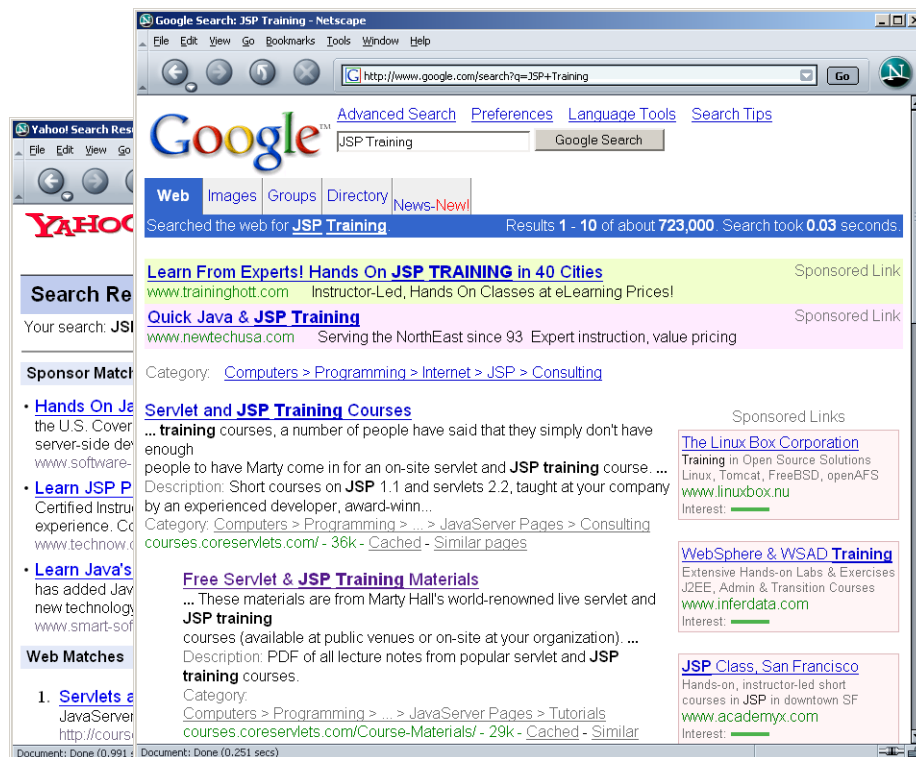 Google Search: JSP Training - Netscape
File Edit View Go Bookmarks Tools Window Help
http://www.google.com/search?q=JSP+Training
Go
N
Google™
Advanced Search Preferences Language Tools Search Tips
JSP Training
Google Search
Web Images Groups Directory News-New!
Searched the web for JSP Training. Results 1 - 10 of about 723,000. Search took 0.03 seconds.
Learn From Experts! Hands On JSP TRAINING in 40 Cities Sponsored Link
www.traininghott.com Instructor-Led, Hands On Classes at eLearning Prices!
Quick Java & JSP Training Sponsored Link
www.newtechusa.com Serving the NorthEast since 93 Expert instruction, value pricing
Category: Computers > Programming > Internet > JSP > Consulting
Servlet and JSP Training Courses
... training courses, a number of people have said that they simply don't have
enough
people to have Marty come in for an on-site servlet and JSP training course. ...
Description: Short courses on JSP 1.1 and servlets 2.2, taught at your company
by an experienced developer, award-winn...
Category: Computers > Programming > ... > JavaServer Pages > Consulting
courses.coreservlets.com/ - 36k - Cached - Similar pages
Free Servlet & JSP Training Materials
... These materials are from Marty Hall's world-renowned live servlet and
JSP training
courses (available at public venues or on-site at your organization). ...
Description: PDF of all lecture notes from popular servlet and JSP
training courses.
Category:
Computers > Programming > ... > JavaServer Pages > Tutorials
courses.coreservlets.com/Course-Materials/ - 29k - Cached - Similar
Sponsored Links
The Linux Box Corporation
Training in Open Source Solutions
Linux, Tomcat, FreeBSD, openAFS
www.linuxbox.nu
Interest:
WebSphere & WSAD Training
Extensive Hands-on Labs & Exercises
J2EE, Admin & Transition Courses
www.inferdata.com
Interest:
JSP Class, San Francisco
Hands-on, instructor-led short
courses in JSP in downtown SF
www.academyx.com
Interest:
Document: Done (0.251 secs)
Yahoo! Search Resu
File Edit View Go
YAHOO
Search Re
Your search: JS
Sponsor Match
• Hands On Ja
the U.S. Cover
server-side de
www.software-
• Learn JSP P
Certified Instru
experience. Co
www.technow.
• Learn Java's
has added Jav
new technology
www.smart-sof
Web Matches
1. Servlets a
JavaServer
http://cours
Document: Done (0.991